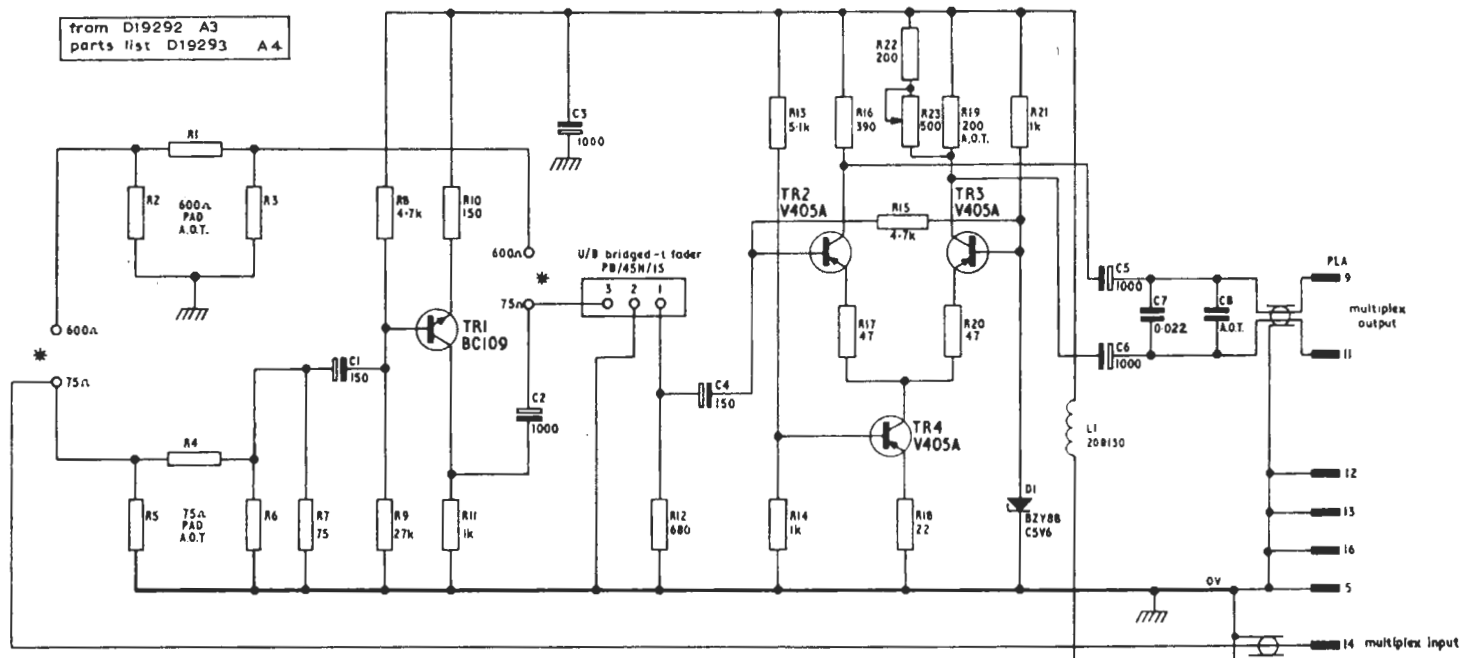 from D19292 A3
parts list D19293 A4
R1
R2
600Ω
PAD
A.O.T.
R3
C3
1000
R8
4·7k
R10
150
600Ω
*
75Ω
U/B bridged-t fader
PB/45H/1S
3 2 1
R13
5·1k
R16
390
R22
200
R23
500
R19
200
A.O.T.
R21
1k
TR2
V405A
R15
4·7k
TR3
V405A
600Ω
*
75Ω
TR1
BC109
C1
150
C2
1000
C4
150
R17
47
R20
47
TR4
V405A
C5
1000
C6
1000
C7
0·022
C8
A.O.T.
PLA
9
multiplex
output
11
L1
20B130
R4
R5
75Ω
PAD
A.O.T
R6
R7
75
R9
27k
R11
1k
R12
680
R14
1k
R18
22
D1
BZY88
C5V6
12
13
16
0V
5
14 multiplex input